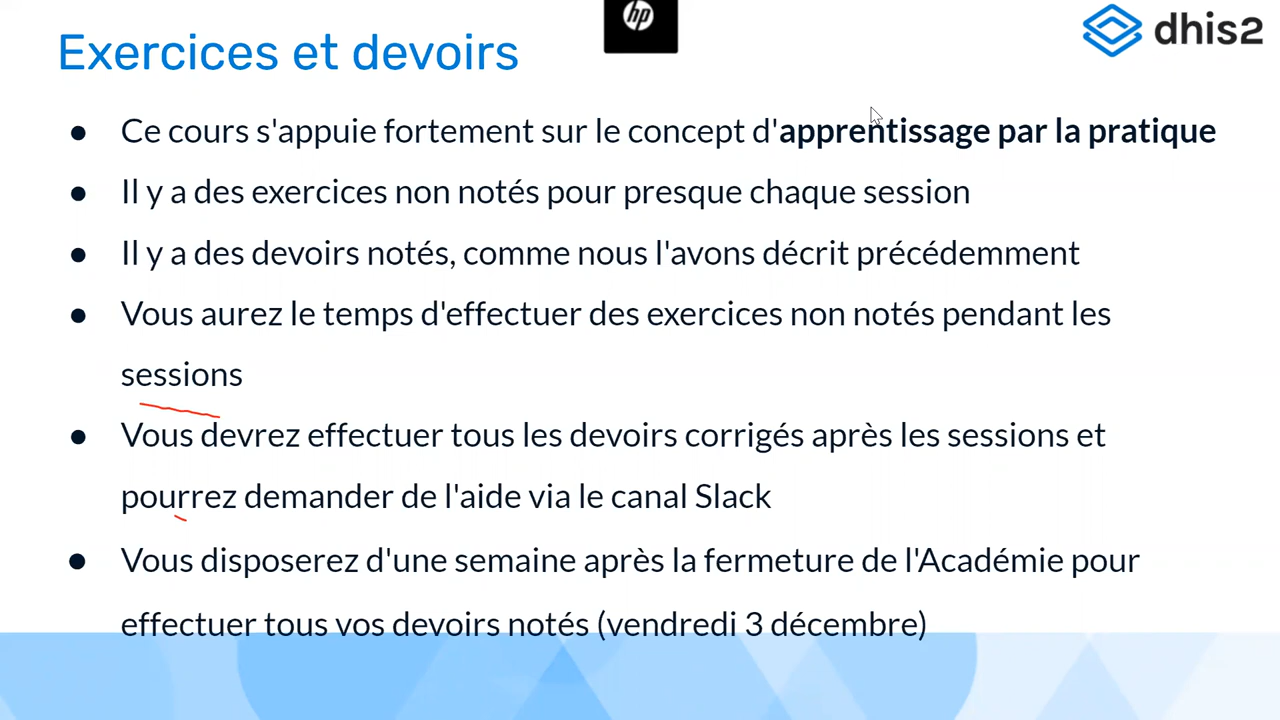 hp
dhis2
Exercices et devoirs
● Ce cours s'appuie fortement sur le concept d'apprentissage par la pratique
● Il y a des exercices non notés pour presque chaque session
● Il y a des devoirs notés, comme nous l'avons décrit précédemment
● Vous aurez le temps d'effectuer des exercices non notés pendant les
sessions
● Vous devrez effectuer tous les devoirs corrigés après les sessions et
pourrez demander de l'aide via le canal Slack
● Vous disposerez d'une semaine après la fermeture de l'Académie pour
effectuer tous vos devoirs notés (vendredi 3 décembre)